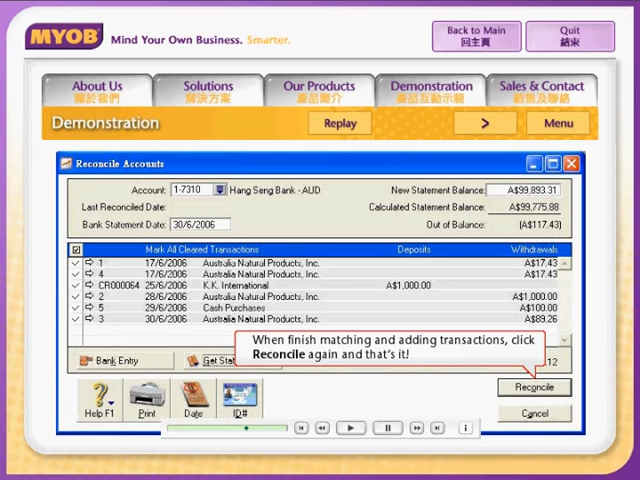 MYOB Mind Your Own Business. Smarter.
Back to Main
回主頁
Quit
結束
About Us
關於我們
Solutions
解決方案
Our Products
產品簡介
Demonstration
產品互動示範
Sales & Contact
銷售及聯絡
Demonstration
Replay
>
Menu
Reconcile Accounts
Account: 1-7310 Hang Seng Bank - AUD
New Statement Balance: A$99,893.31
Last Reconciled Date:
Calculated Statement Balance: A$99,775.88
Bank Statement Date: 30/6/2006
Out of Balance: (A$117.43)
Mark All Cleared Transactions Deposits Withdrawals
1 17/6/2006 Australia Natural Products, Inc. A$17.43
4 17/6/2006 Australia Natural Products, Inc. A$17.43
CR000064 25/6/2006 K.K. International A$1,000.00
2 28/6/2006 Australia Natural Products, Inc. A$1,000.00
5 29/6/2006 Cash Purchases A$100.00
3 30/6/2006 Australia Natural Products, Inc. A$89.26
When finish matching and adding transactions, click
Reconcile again and that's it!
Bank Entry
Get Stat
.12
Reconcile
Help F1
Print
Date
ID#
Cancel